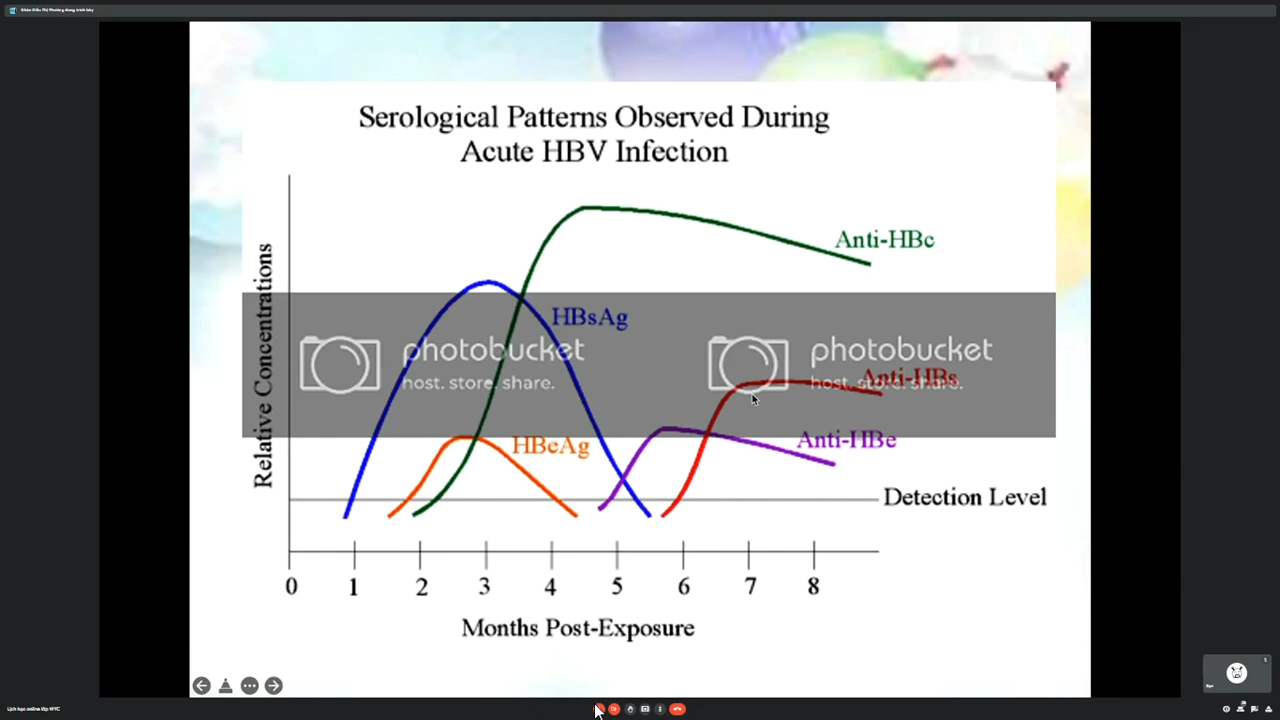 Serological Patterns Observed During
Acute HBV Infection
Anti-HBc
HBsAg
photobucket
host. store. share.
photobucket
host. store. share.
Anti-HBs
HBeAg
Anti-HBe
Relative Concentrations
Detection Level
0 1 2 3 4 5 6 7 8
Months Post-Exposure